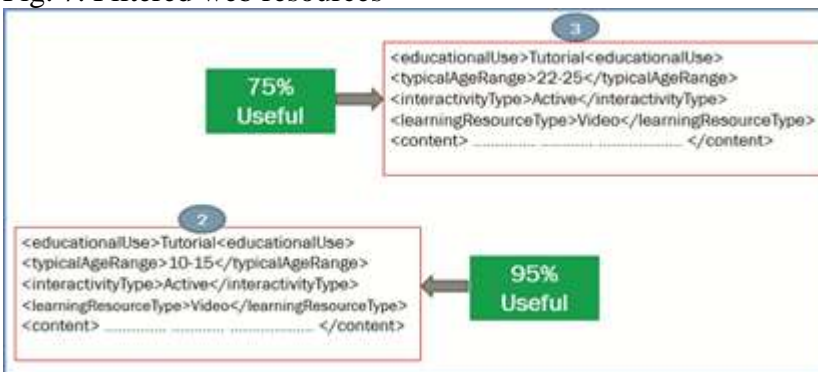 Fig. 7. Filtered web resources
3
<educationalUse>Tutorial<educationalUse>
<typicalAgeRange>22-25</typicalAgeRange>
<interactivityType>Active</interactivityType>
<learningResourceType>Video</learningResourceType>
<content> .............. ............ ...................... </content>
75%
Useful
2
<educationalUse>Tutorial<educationalUse>
<typicalAgeRange>10-15</typicalAgeRange>
<interactivityType>Active</interactivityType>
<learningResourceType>Video</learningResourceType>
<content> .............. ............ ...................... </content>
95%
Useful